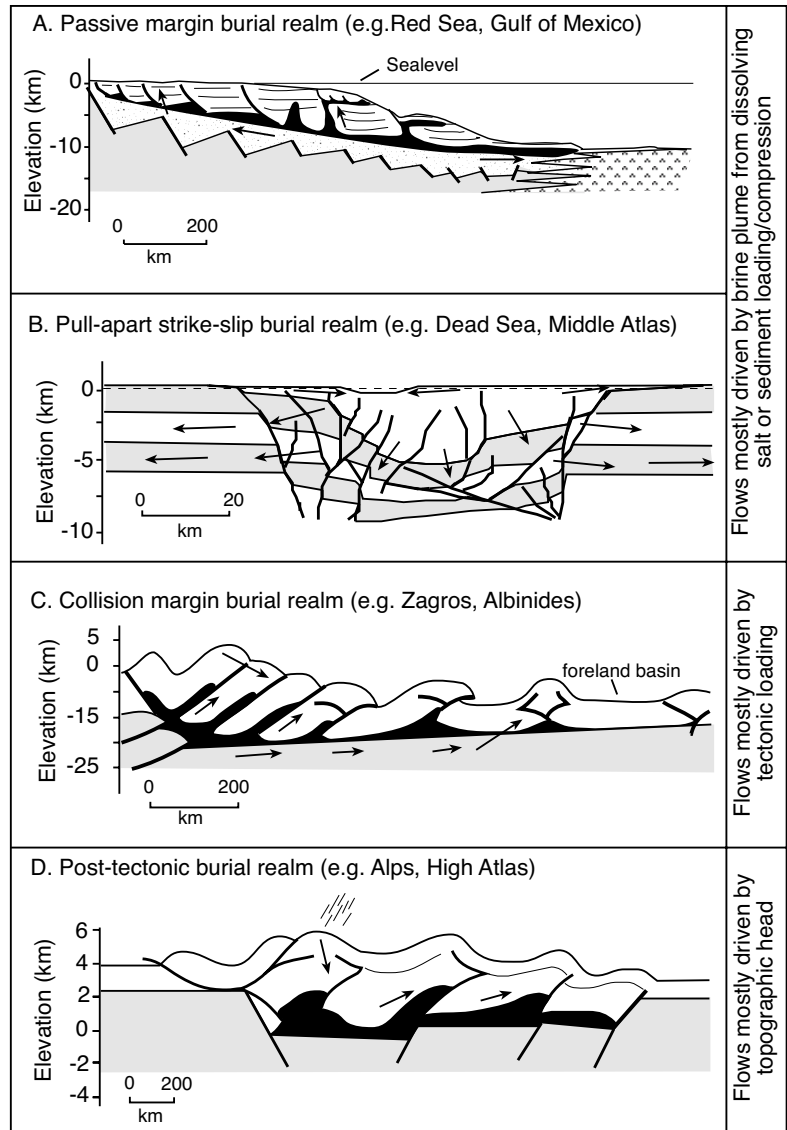 A. Passive margin burial realm (e.g.Red Sea, Gulf of Mexico)
Sealevel
Elevation (km)
0
-10
-20
0 200
km
B. Pull-apart strike-slip burial realm (e.g. Dead Sea, Middle Atlas)
Elevation (km)
0
-5
-10
0 20
km
Flows mostly driven by brine plume from dissolving
salt or sediment loading/compression
C. Collision margin burial realm (e.g. Zagros, Albinides)
Elevation (km)
5
0
-15
-25
foreland basin
0 200
km
Flows mostly driven by
tectonic loading
D. Post-tectonic burial realm (e.g. Alps, High Atlas)
Elevation (km)
6
4
2
0
-2
-4
0 200
km
Flows mostly driven by
topographic head